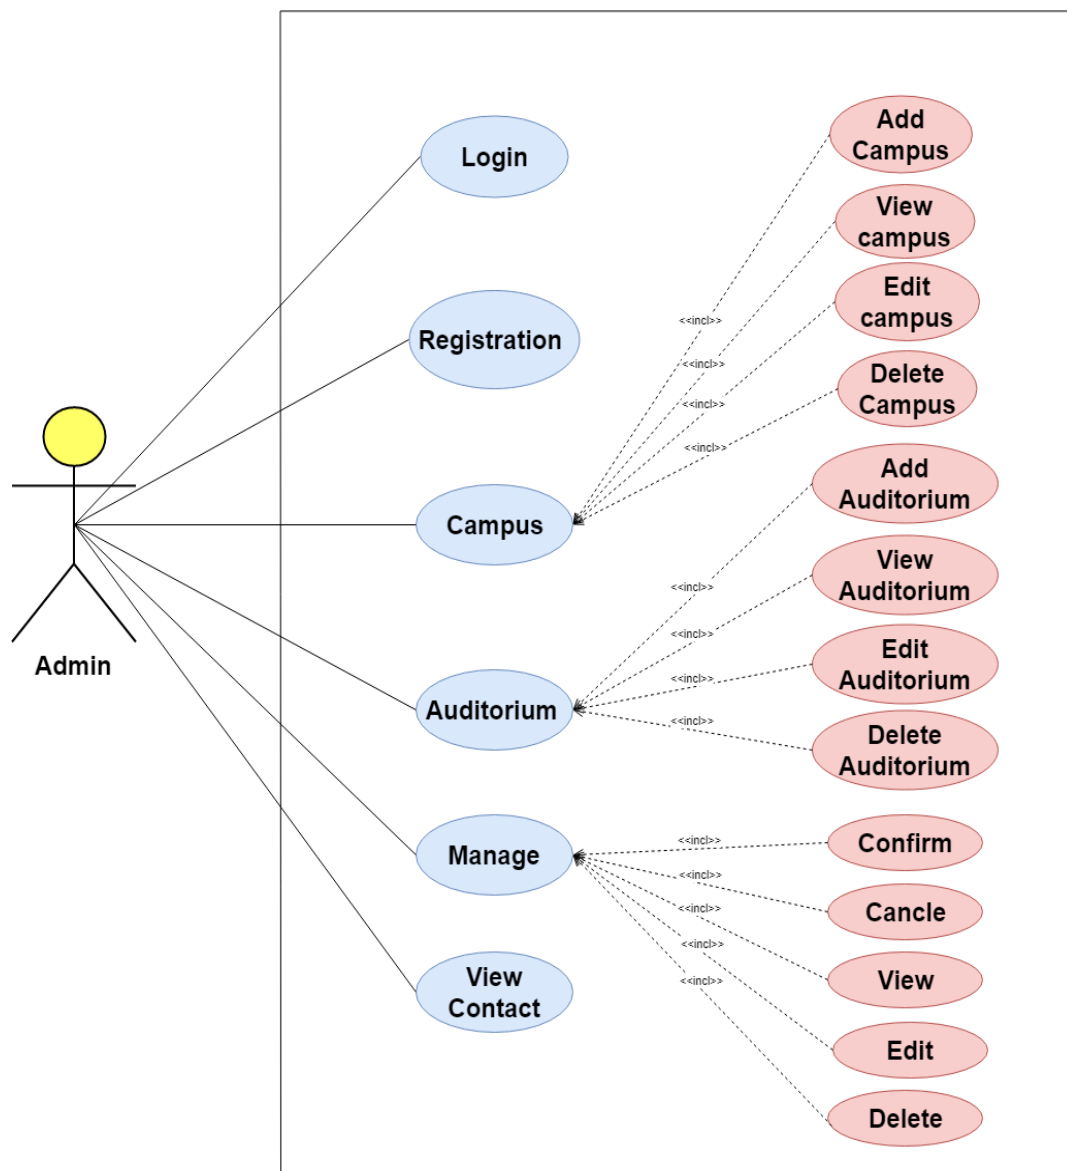 Login
Registration
Campus
Auditorium
Manage
View
Contact
Admin
Add
Campus
View
campus
Edit
campus
Delete
Campus
Add
Auditorium
View
Auditorium
Edit
Auditorium
Delete
Auditorium
Confirm
Cancle
View
Edit
Delete
<<incl>>
<<incl>>
<<incl>>
<<incl>>
<<incl>>
<<incl>>
<<incl>>
<<incl>>
<<incl>>
<<incl>>
<<incl>>
<<incl>>
<<incl>>